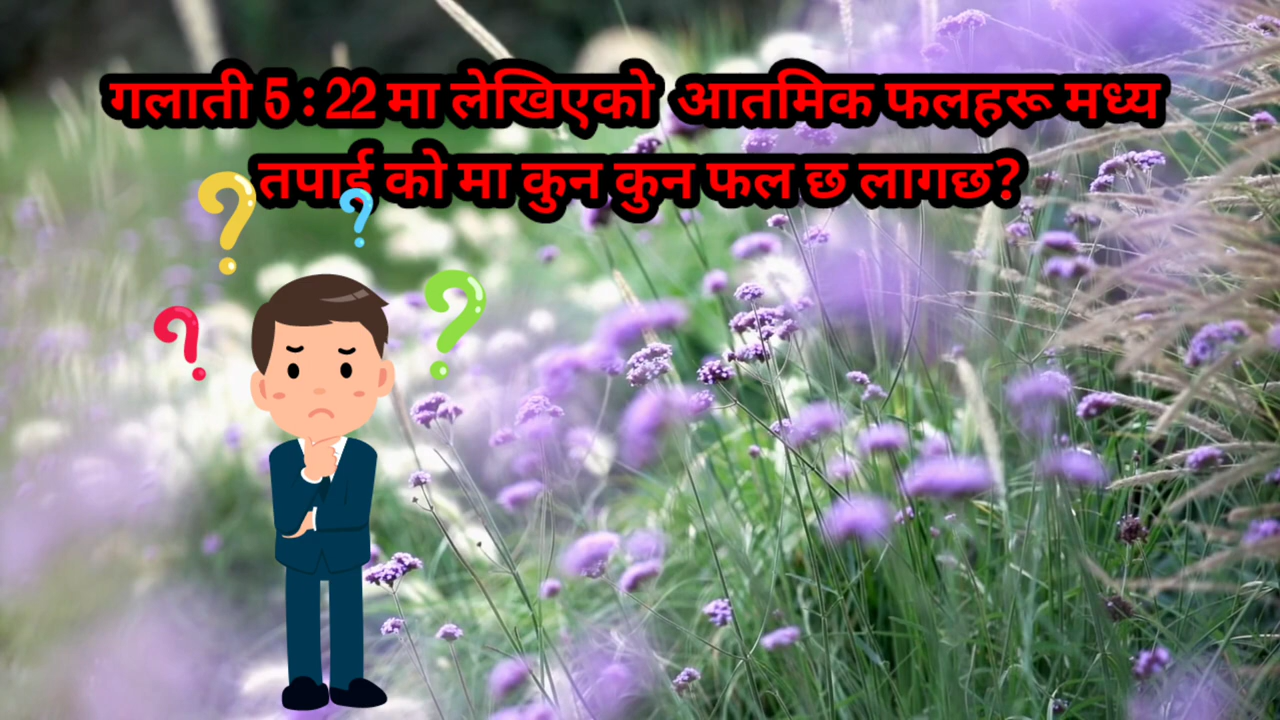 गलाती 5 : 22 मा लेखिएको आतमिक फलहरू मध्य
तपाई को मा कुन कुन फल छ लागछ?